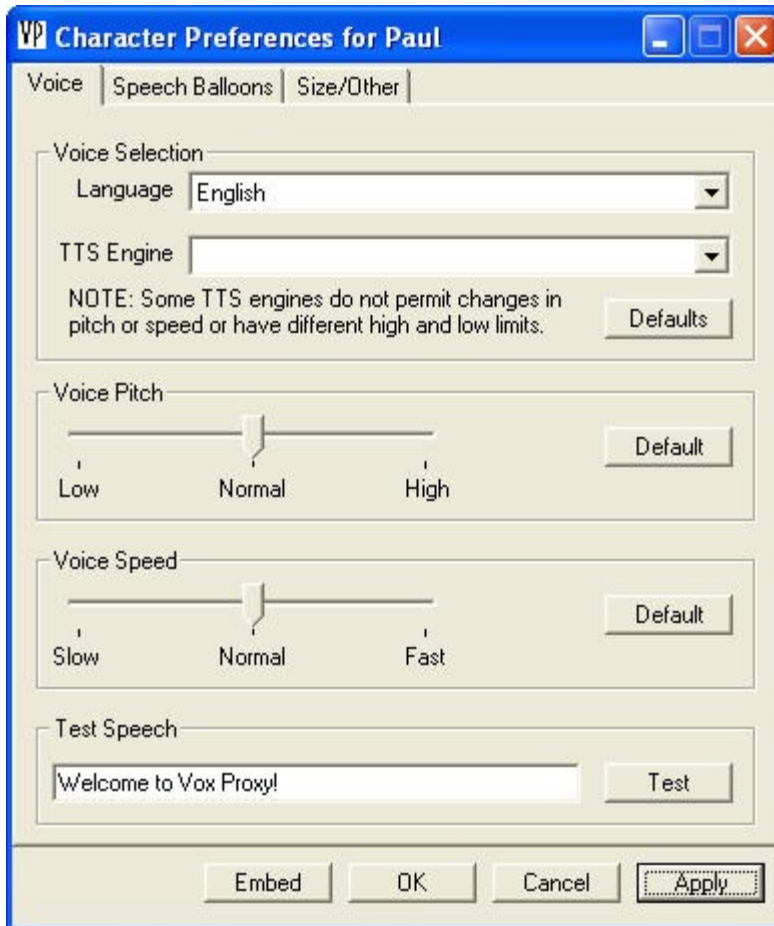 VP Character Preferences for Paul
Voice Speech Balloons Size/Other
Voice Selection
Language English
TTS Engine
NOTE: Some TTS engines do not permit changes in
pitch or speed or have different high and low limits.
Defaults
Voice Pitch
Default
Low Normal High
Voice Speed
Default
Slow Normal Fast
Test Speech
Welcome to Vox Proxy! Test
Embed OK Cancel Apply